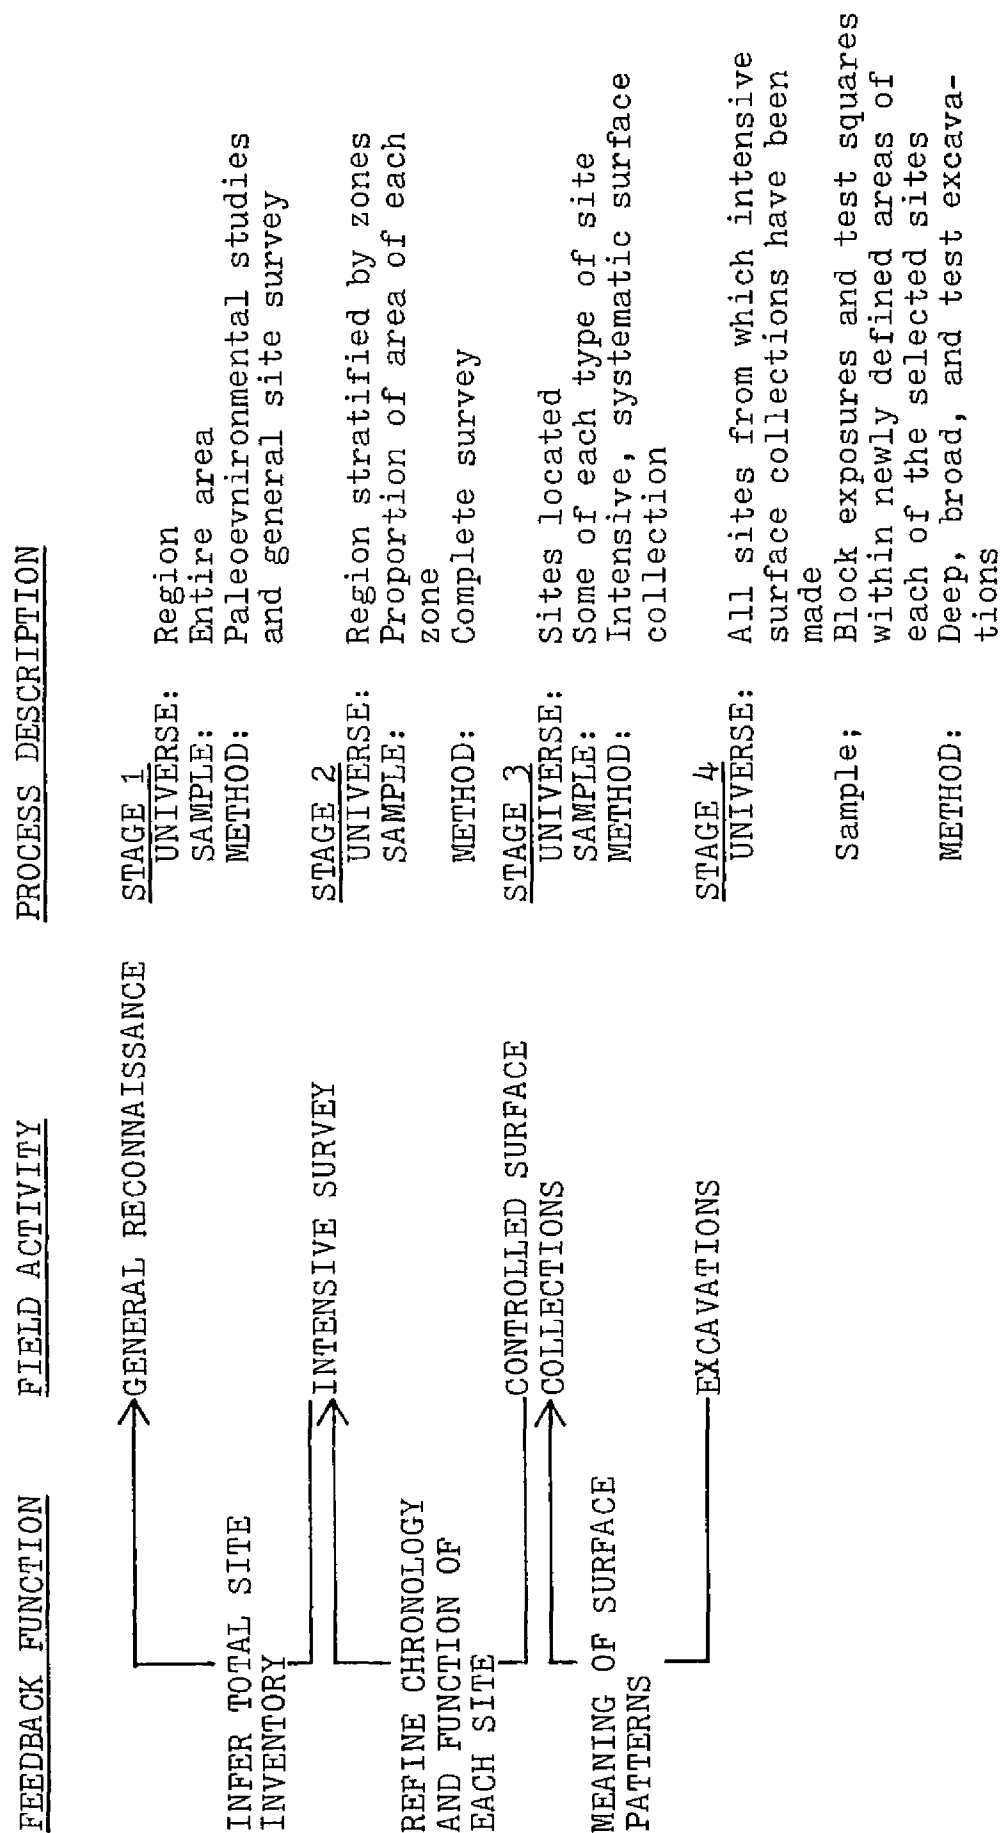 FEEDBACK FUNCTION
FIELD ACTIVITY
PROCESS DESCRIPTION
GENERAL RECONNAISSANCE
INFER TOTAL SITE
INVENTORY
INTENSIVE SURVEY
REFINE CHRONOLOGY
AND FUNCTION OF
EACH SITE
CONTROLLED SURFACE
COLLECTIONS
MEANING OF SURFACE
PATTERNS
EXCAVATIONS
STAGE 1
UNIVERSE: Region
SAMPLE: Entire area
METHOD: Paleoevnironmental studies
and general site survey
STAGE 2
UNIVERSE: Region stratified by zones
SAMPLE: Proportion of area of each
zone
METHOD: Complete survey
STAGE 3
UNIVERSE: Sites located
SAMPLE: Some of each type of site
METHOD: Intensive, systematic surface
collection
STAGE 4
UNIVERSE: All sites from which intensive
surface collections have been
made
Sample; Block exposures and test squares
within newly defined areas of
each of the selected sites
METHOD: Deep, broad, and test excava-
tions